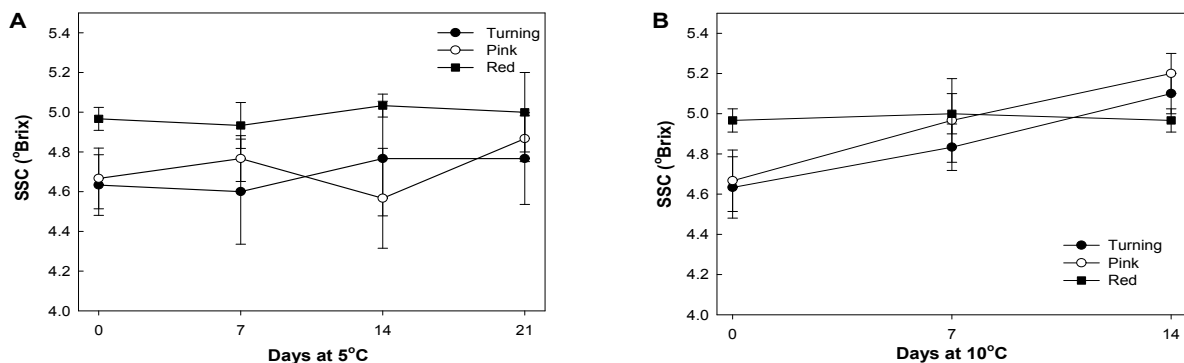 A
Turning
Pink
Red
SSC (°Brix)
5.4
5.2
5.0
4.8
4.6
4.4
4.2
4.0
0 7 14 21
Days at 5°C
B
SSC (°Brix)
5.4
5.2
5.0
4.8
4.6
4.4
4.2
4.0
Turning
Pink
Red
0 7 14
Days at 10°C